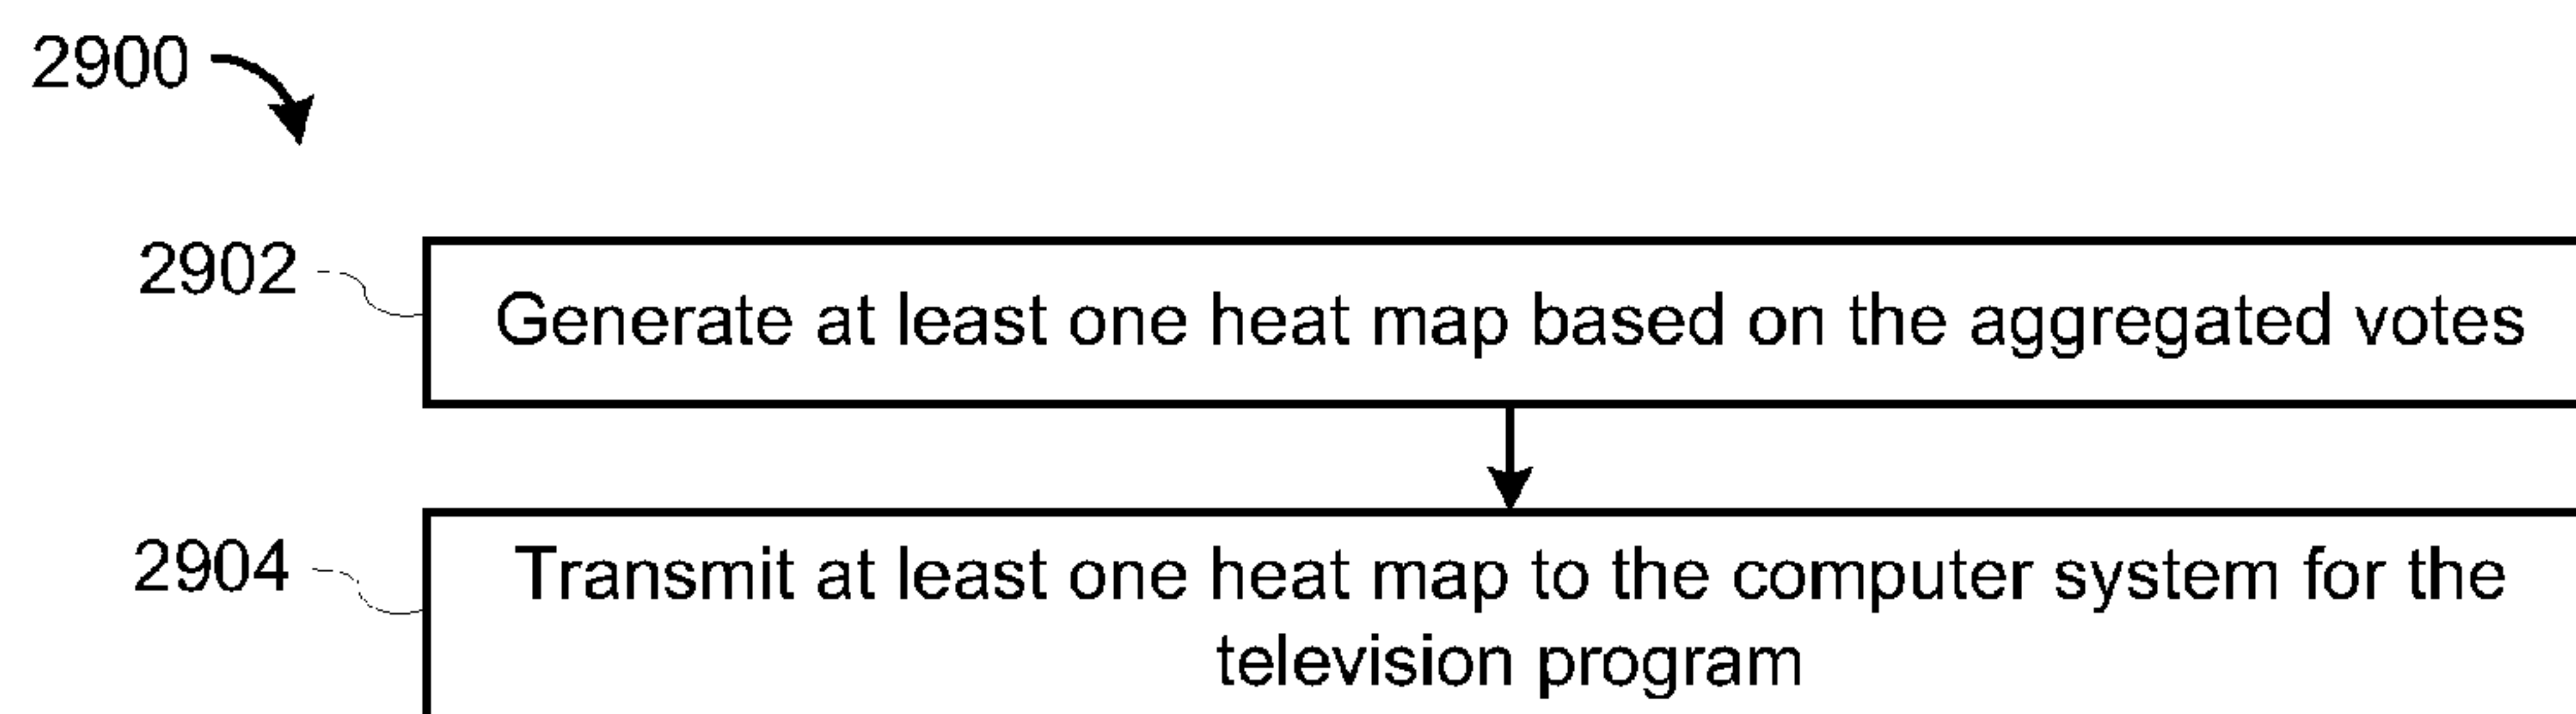 2900
2902
Generate at least one heat map based on the aggregated votes
2904
Transmit at least one heat map to the computer system for the
television program